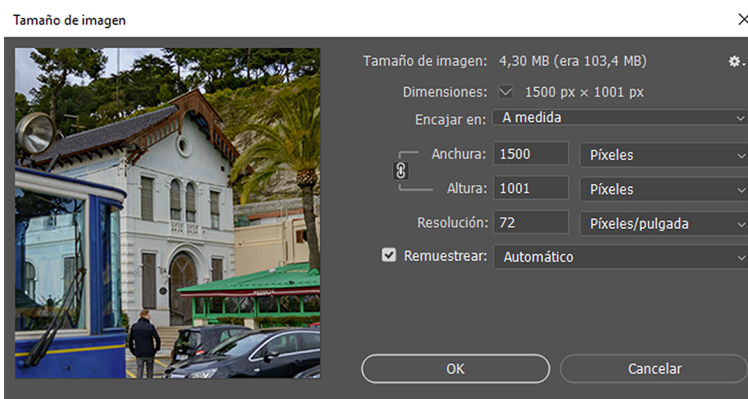 Tamaño de imagen
Tamaño de imagen: 4,30 MB (era 103,4 MB)
Dimensiones: 1500 px × 1001 px
Encajar en: A medida
Anchura: 1500 Píxeles
Altura: 1001 Píxeles
Resolución: 72 Píxeles/pulgada
Remuestrear: Automático
OK Cancelar